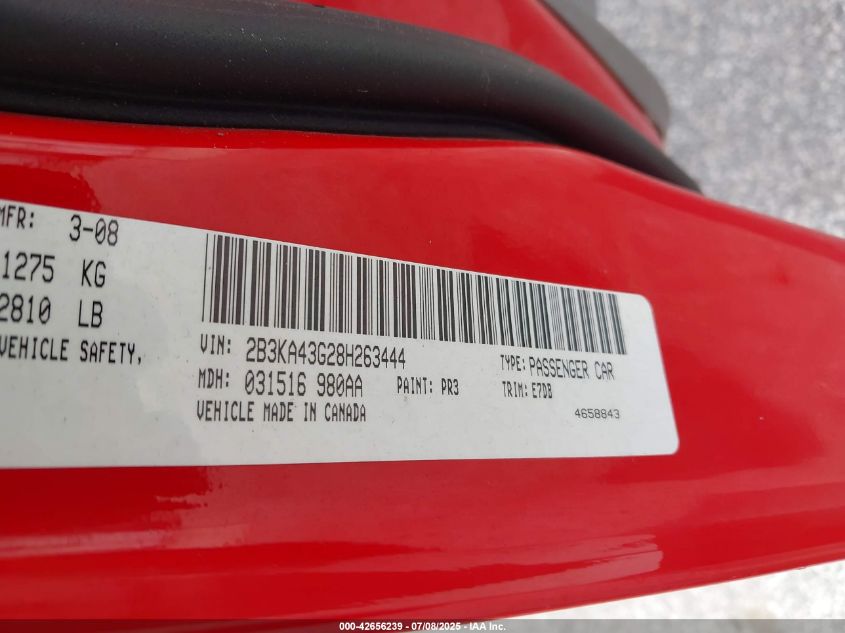 MFR: 3-08
1275 KG
2810 LB
VEHICLE SAFETY,
VIN: 2B3KA43G28H263444
TYPE: PASSENGER CAR
MDH: 031516 980AA PAINT: PR3
TRIM: E7DB
VEHICLE MADE IN CANADA
4658843
000-42656239 - 07/08/2025 - IAA Inc.